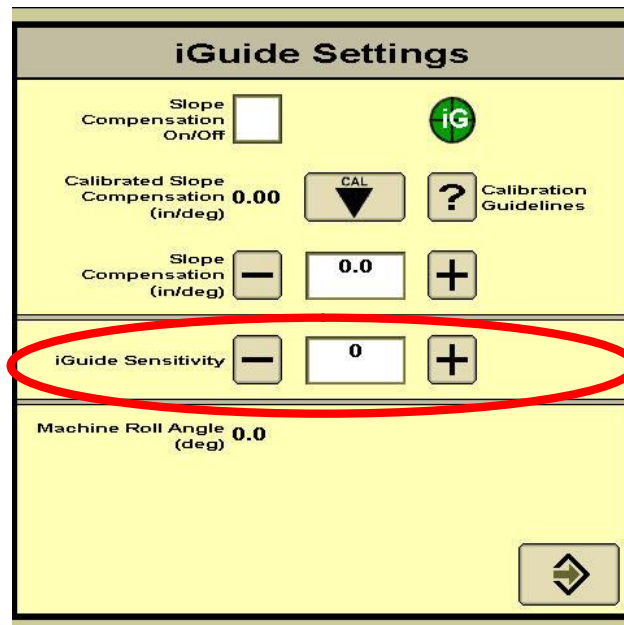 iGuide Settings
Slope
Compensation
On/Off
iG
Calibrated Slope
Compensation 0.00
(in/deg)
CAL
?
Calibration
Guidelines
Slope
Compensation
(in/deg)
− 0.0 +
iGuide Sensitivity − 0 +
Machine Roll Angle 0.0
(deg)